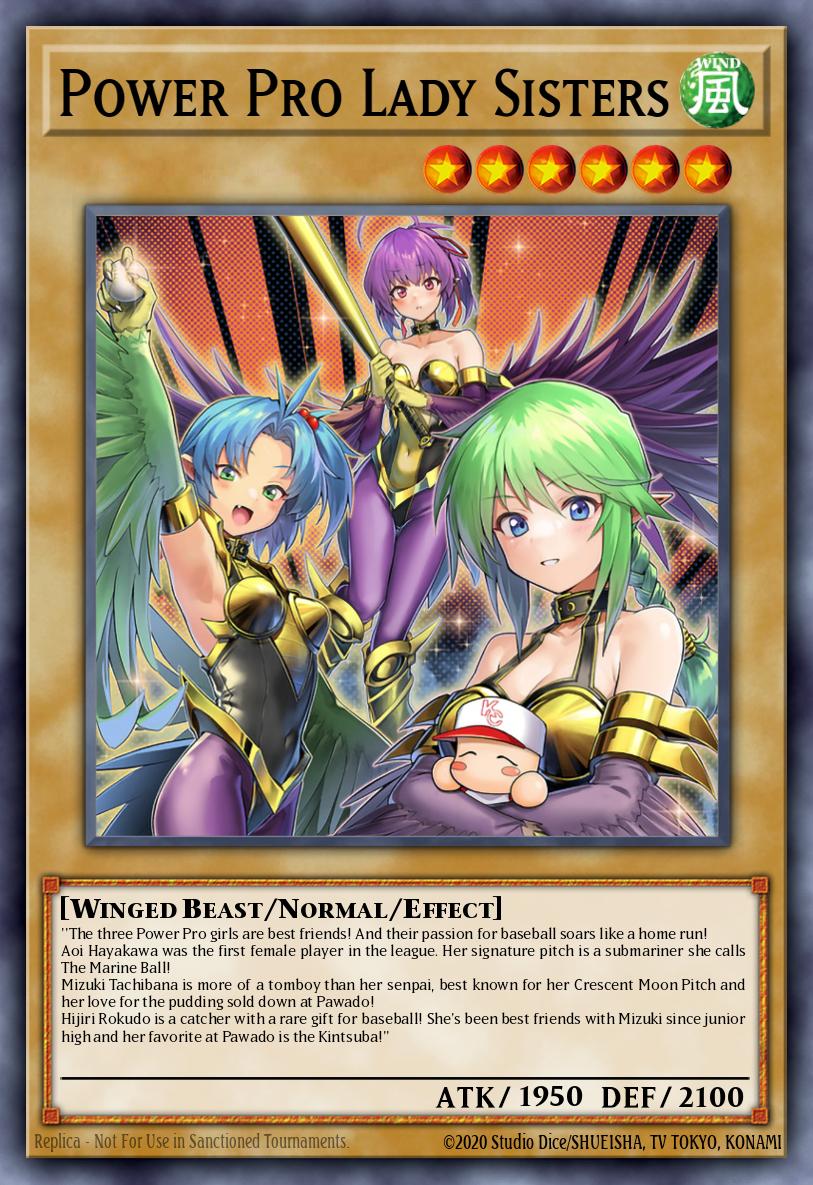 POWER PRO LADY SISTERS
WIND
風
KC
[WINGED BEAST/NORMAL/EFFECT]
"The three Power Pro girls are best friends! And their passion for baseball soars like a home run!
Aoi Hayakawa was the first female player in the league. Her signature pitch is a submariner she calls
The Marine Ball!
Mizuki Tachibana is more of a tomboy than her senpai, best known for her Crescent Moon Pitch and
her love for the pudding sold down at Pawado!
Hijiri Rokudo is a catcher with a rare gift for baseball! She's been best friends with Mizuki since junior
high and her favorite at Pawado is the Kintsuba!"
ATK/ 1950 DEF/ 2100
Replica - Not For Use in Sanctioned Tournaments.
©2020 Studio Dice/SHUEISHA, TV TOKYO, KONAMI